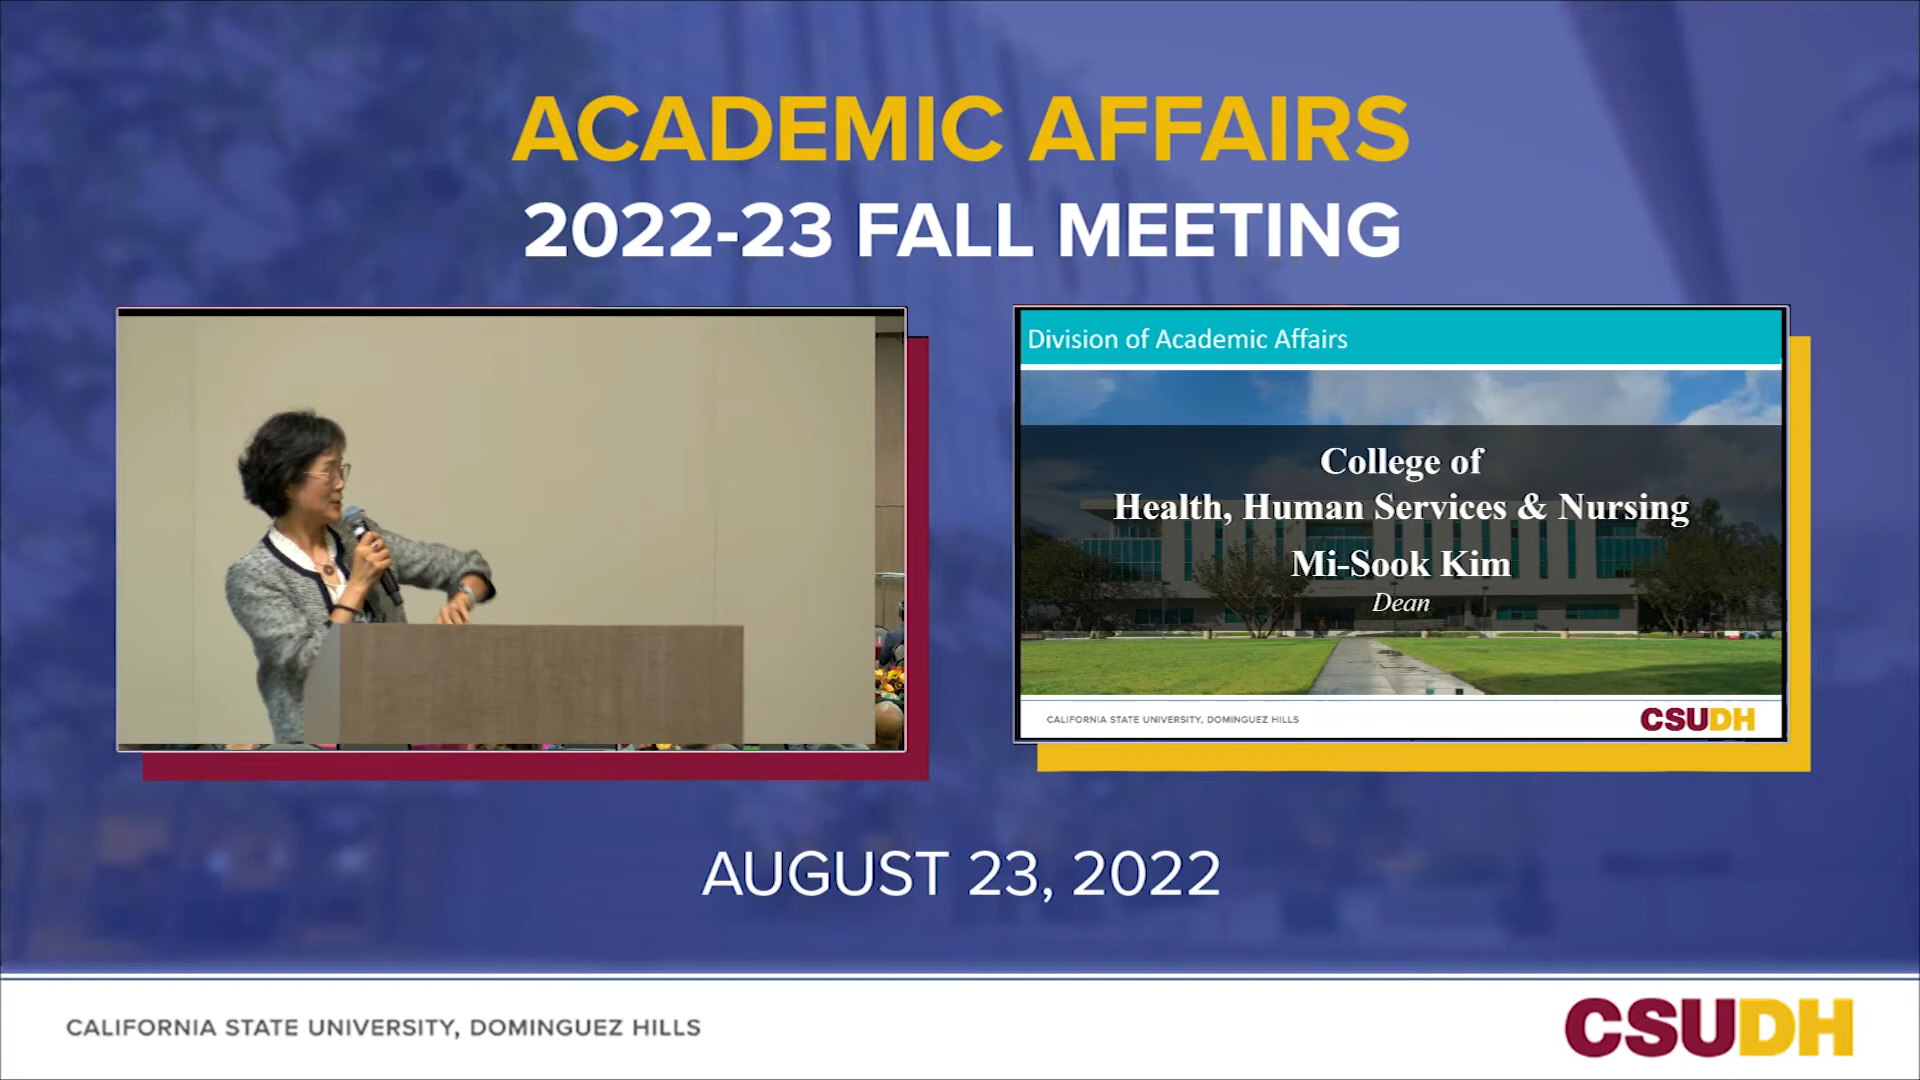 ACADEMIC AFFAIRS
2022-23 FALL MEETING
Division of Academic Affairs
College of
Health, Human Services & Nursing
Mi-Sook Kim
Dean
CALIFORNIA STATE UNIVERSITY, DOMINGUEZ HILLS
CSUDH
AUGUST 23, 2022
CALIFORNIA STATE UNIVERSITY, DOMINGUEZ HILLS
CSUDH